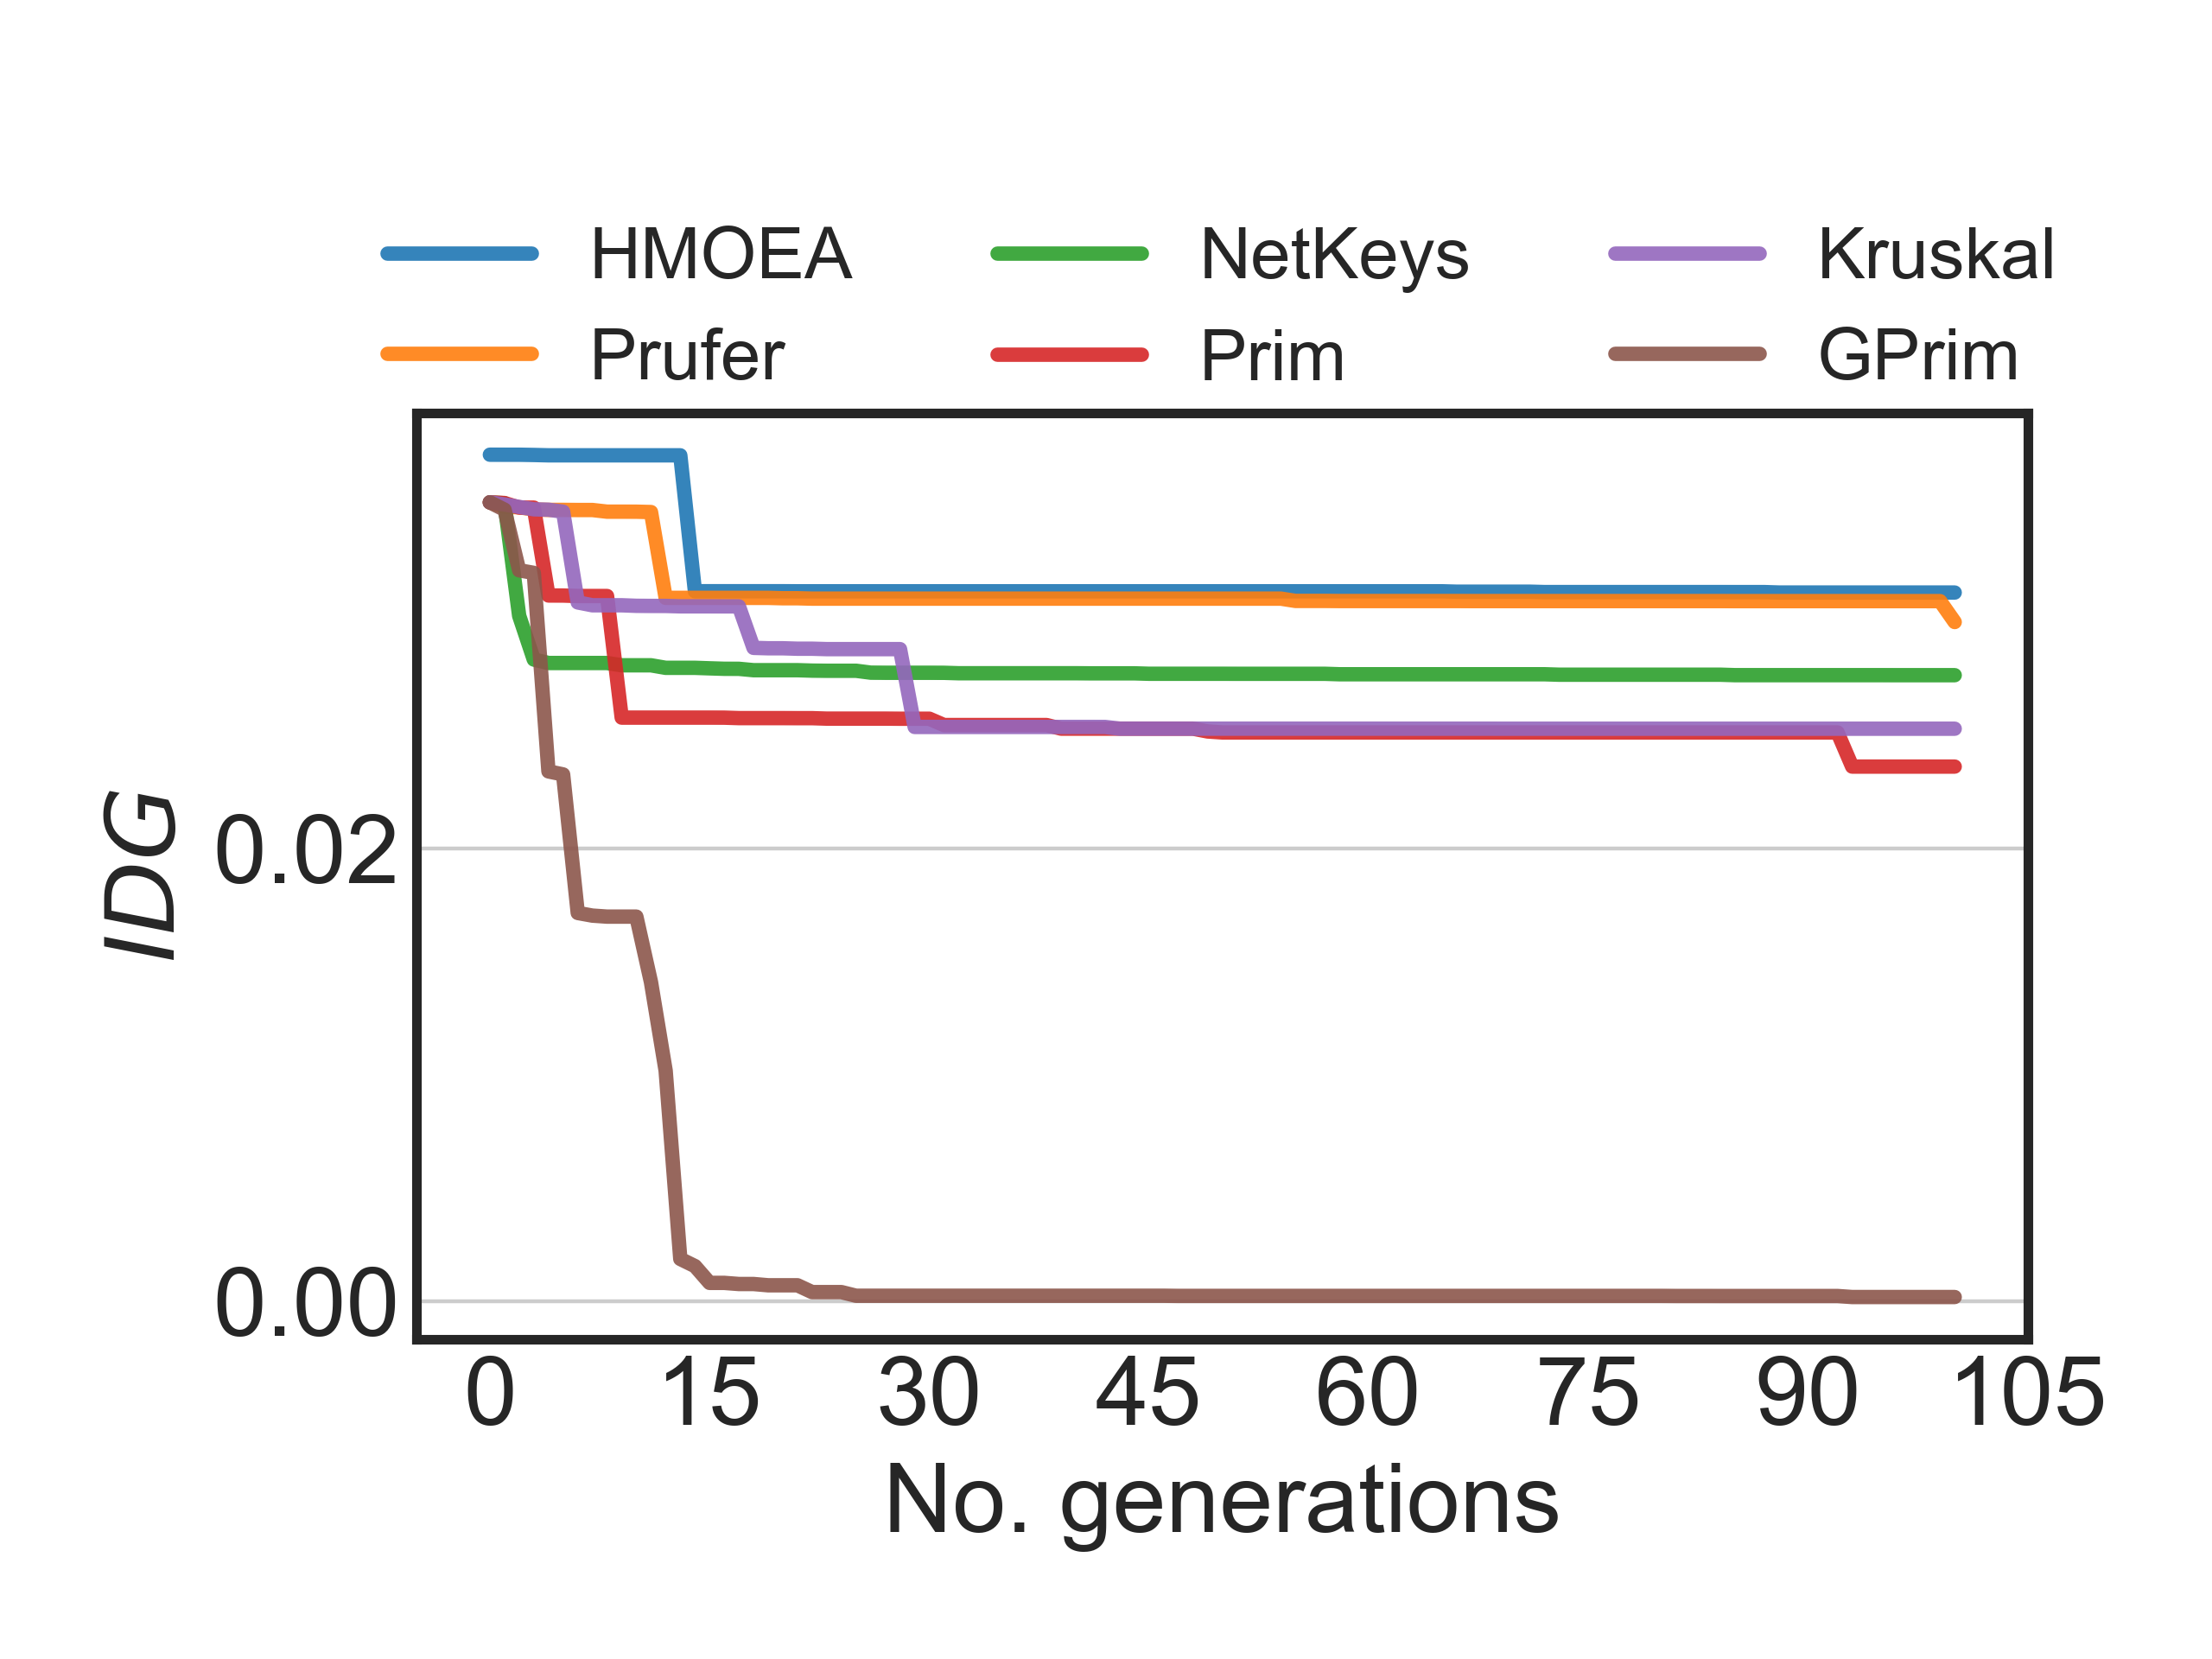 HMOEA NetKeys Kruskal
Prufer Prim GPrim
IDG
0.02
0.00
0 15 30 45 60 75 90 105
No. generations